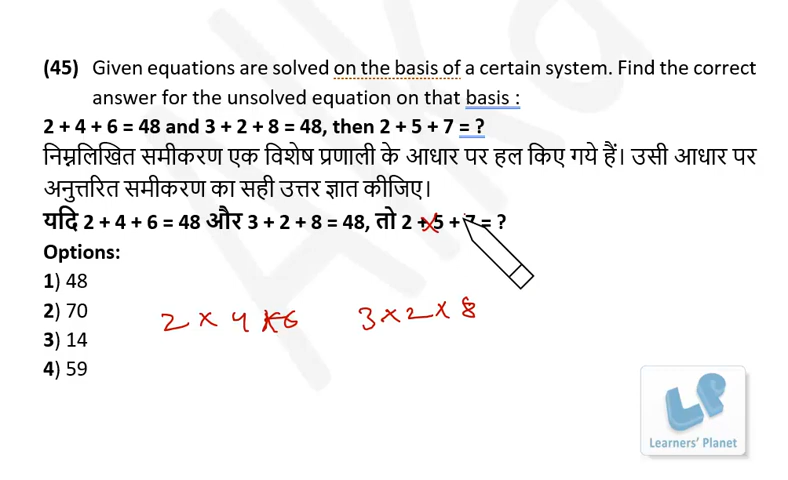 (45) Given equations are solved on the basis of a certain system. Find the correct
answer for the unsolved equation on that basis :
2 + 4 + 6 = 48 and 3 + 2 + 8 = 48, then 2 + 5 + 7 = ?
निम्नलिखित समीकरण एक विशेष प्रणाली के आधार पर हल किए गये हैं। उसी आधार पर
अनुत्तरित समीकरण का सही उत्तर ज्ञात कीजिए।
यदि 2 + 4 + 6 = 48 और 3 + 2 + 8 = 48, तो 2 + 5 + 7 = ?
Options:
1) 48
2) 70
3) 14
4) 59
2 × 4 × 6 3 × 2 × 8
LP
Learners' Planet